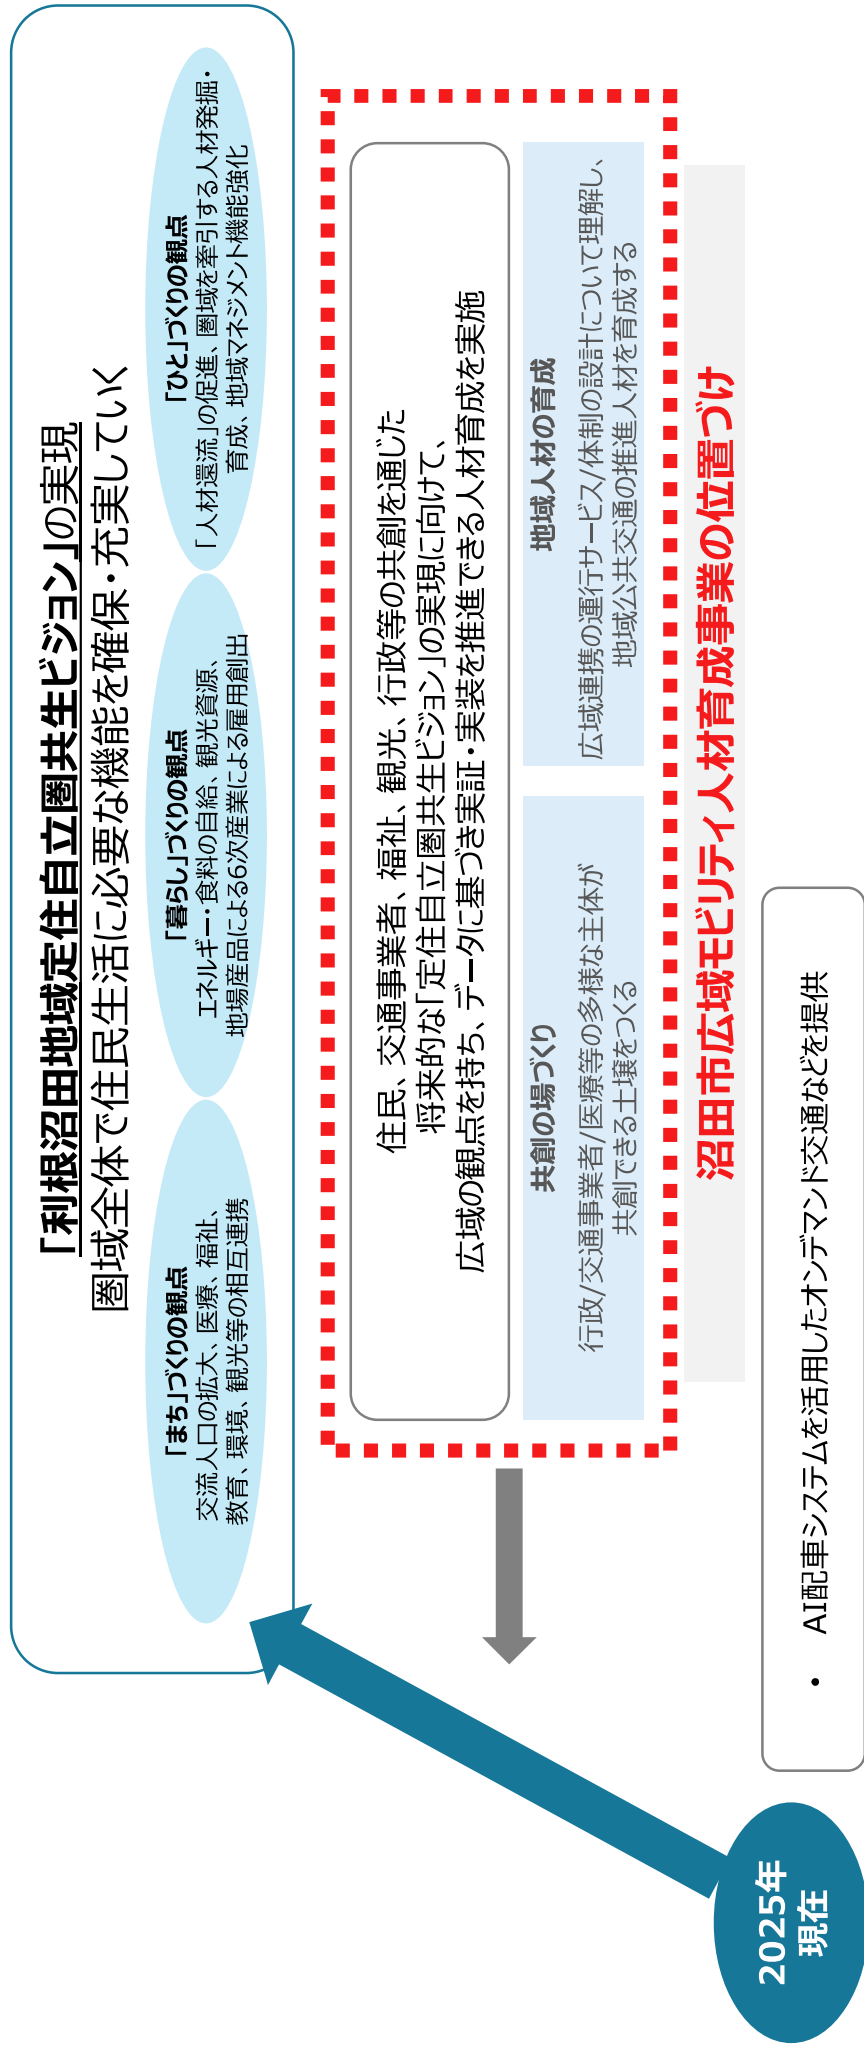 「利根沼田地域定住自立圏共生ビジョン」の実現
圏域全体で住民生活に必要な機能を確保・充実していく
「まち」づくりの観点
交流人口の拡大、医療、福祉、
教育、環境、観光等の相互連携
「暮らし」づくりの観点
エネルギー・食料の自給、観光資源、
地場産品による6次産業による雇用創出
「ひと」づくりの観点
「人材還流」の促進、圏域を牽引する人材発掘・
育成、地域マネジメント機能強化
住民、交通事業者、福祉、観光、行政等の共創を通じた
将来的な「定住自立圏共生ビジョン」の実現に向けて、
広域の観点を持ち、データに基づき実証・実装を推進できる人材育成を実施
共創の場づくり
行政/交通事業者/医療等の多様な主体が
共創できる土壌をつくる
地域人材の育成
広域連携の運行サービス/体制の設計について理解し、
地域公共交通の推進人材を育成する
沼田市広域モビリティ人材育成事業の位置づけ
2025年
現在
• AI配車システムを活用したオンデマンド交通などを提供